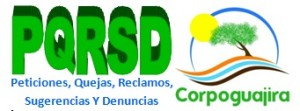 PQRSD
Peticiones, Quejas, Reclamos,
Sugerencias Y Denuncias
Corpoguajira